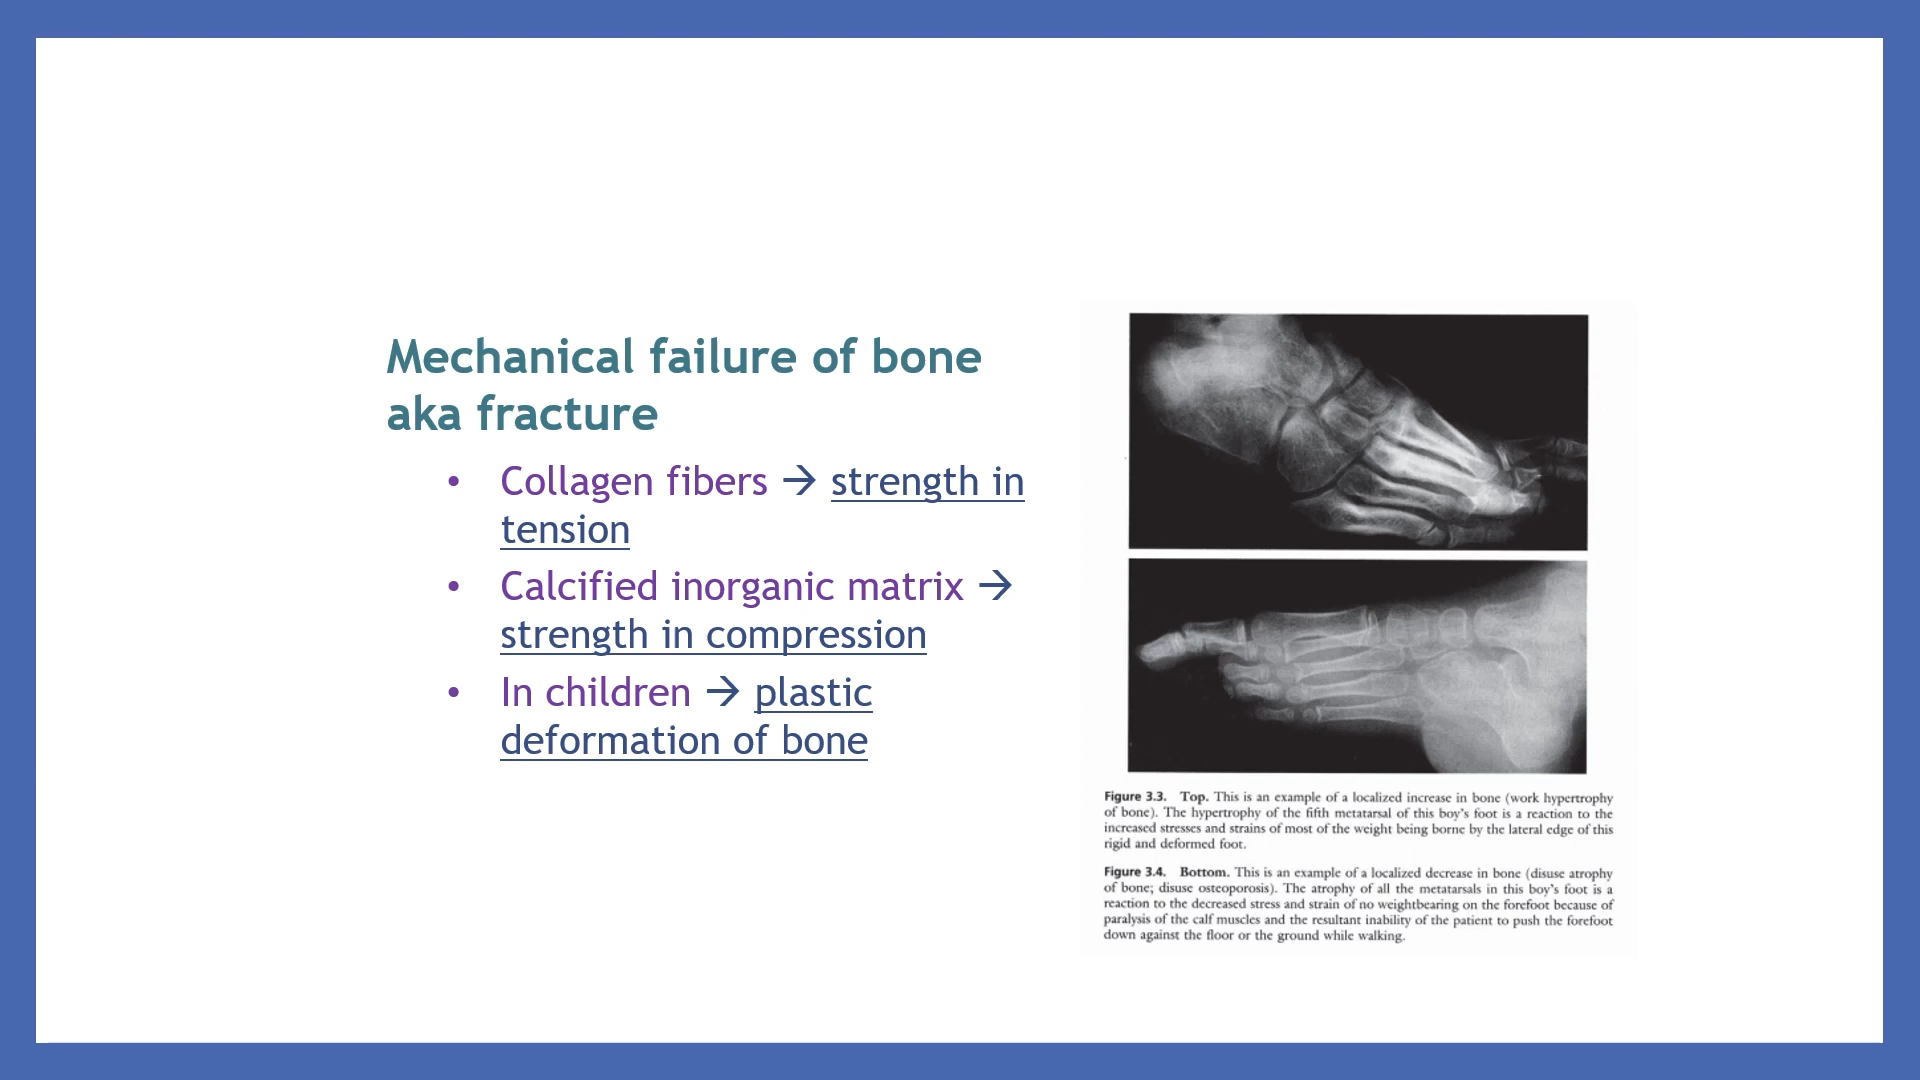 Mechanical failure of bone
aka fracture
• Collagen fibers → strength in
tension
• Calcified inorganic matrix →
strength in compression
• In children → plastic
deformation of bone
Figure 3.3. Top. This is an example of a localized increase in bone (work hypertrophy
of bone). The hypertrophy of the fifth metatarsal of this boy's foot is a reaction to the
increased stresses and strains of most of the weight being borne by the lateral edge of this
rigid and deformed foot.
Figure 3.4. Bottom. This is an example of a localized decrease in bone (disuse atrophy
of bone; disuse osteoporosis). The atrophy of all the metatarsals in this boy's foot is a
reaction to the decreased stress and strain of no weightbearing on the forefoot because of
paralysis of the calf muscles and the resultant inability of the patient to push the forefoot
down against the floor or the ground while walking.